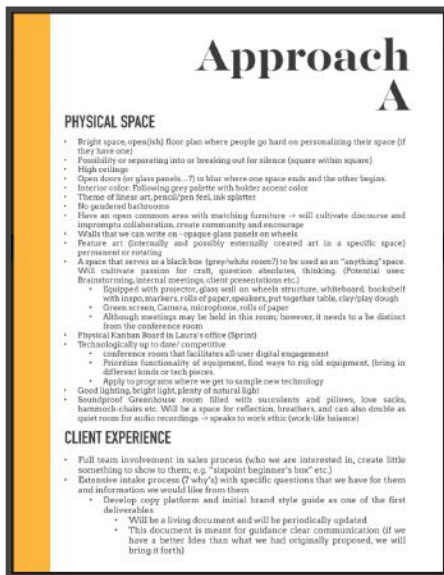 Approach
A
PHYSICAL SPACE
• Bright space, open(ish) floor plan where people go hard on personalizing their space (if
they have one)
• Possibility or separating into or breaking out for silence (square within square)
• High ceilings
• Open doors (or glass panels...?) to blur where one space ends and the other begins.
• Interior color: Following grey palette with bolder accent color
• Theme of linear art, pencil/pen feel, ink splatter
• No gendered bathrooms
• Have an open common area with matching furniture -> will cultivate discourse and
impromptu collaboration, create community and encourage
• Walls that we can write on - opaque glass panels on wheels
• Feature art (internally and possibly externally created art in a specific space)
permanent or rotating
• A space that serves as a black box (grey/white room?) to be used as an "anything"space.
Will cultivate passion for craft, question absolutes, thinking. (Potential uses:
Brainstorming, internal meetings, client presentations etc.)
• Equipped with projector, glass wall on wheels structure, whiteboard, bookshelf
with inspo, markers, rolls of paper, speakers, put together table, clay/play dough
• Green screen, Camera, microphone, rolls of paper
• Although meetings may be held in this room; however, it needs to a be distinct
from the conference room
• Physical Kanban Board in Laura's office (Sprint)
• Technologically up to date/ competitive
• conference room that facilitates all-user digital engagement
• Prioritize functionality of equipment, find ways to rig old equipment, (bring in
different kinds or tech pieces
• Apply to programs where we get to sample new technology
• Good lighting, bright light, plenty of natural light
• Soundproof Greenhouse room filled with succulents and pillows, love sacks,
hammock-chairs etc. Will be a space for reflection, breathers, and can also double as
quiet room for audio recordings. -> speaks to work ethic (work-life balance)
CLIENT EXPERIENCE
• Full team involvement in sales process (who we are interested in, create little
something to show to them; e.g. "sixpoint beginner's box" etc.)
• Extensive intake process (7 why's) with specific questions that we have for them
and information we would like from them
• Develop copy platform and initial brand style guide as one of the first
deliverables
• Will be a living document and will be periodically updated
• This document is meant for guidance clear communication (if we
have a better Idea than what we had originally proposed, we will
bring it forth)